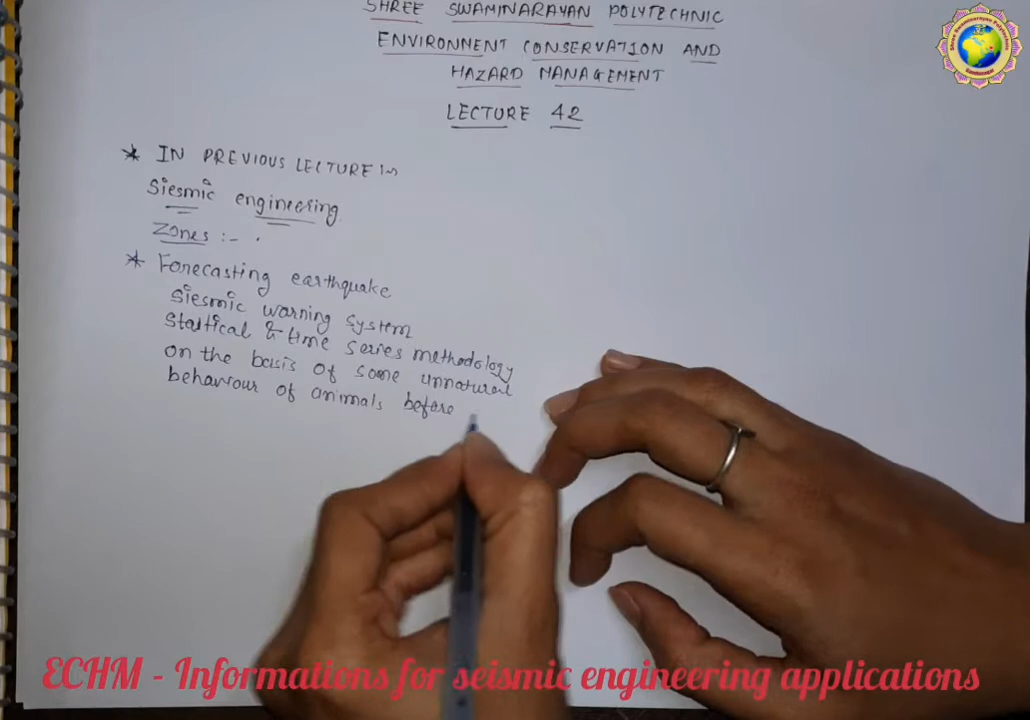 SHREE SWAMINARAYAN POLYTECHNIC
ENVIRONMENT CONSERVATION AND
HAZARD MANAGEMENT
LECTURE 42
* IN PREVIOUS LECTURE :~
Siesmic engineering
Zones :- .
* Forecasting earthquake
Siesmic warning system
Stastical & time series methodology
on the basis of some unnatural
behaviour of animals before
ECHM - Informations for seismic engineering applications